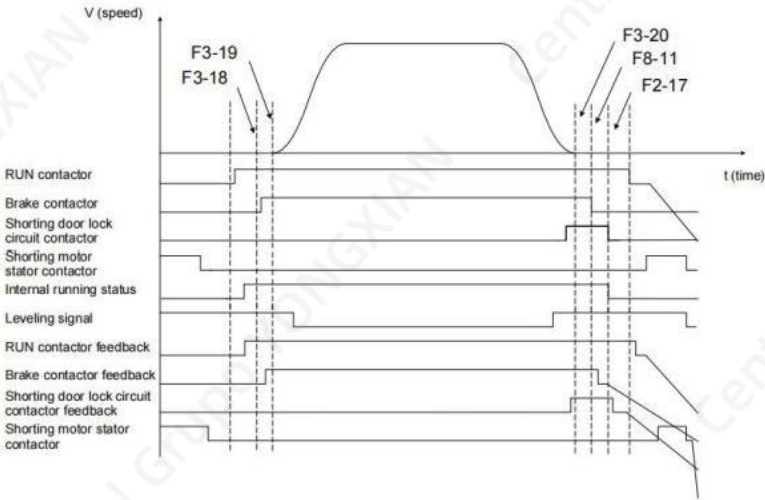 V (speed)
F3-20
F3-19
F8-11
F3-18
F2-17
t (time)
RUN contactor
Brake contactor
Shorting door lock
circuit contactor
Shorting motor
stator contactor
Internal running status
Leveling signal
RUN contactor feedback
Brake contactor feedback
Shorting door lock circuit
contactor feedback
Shorting motor stator
contactor